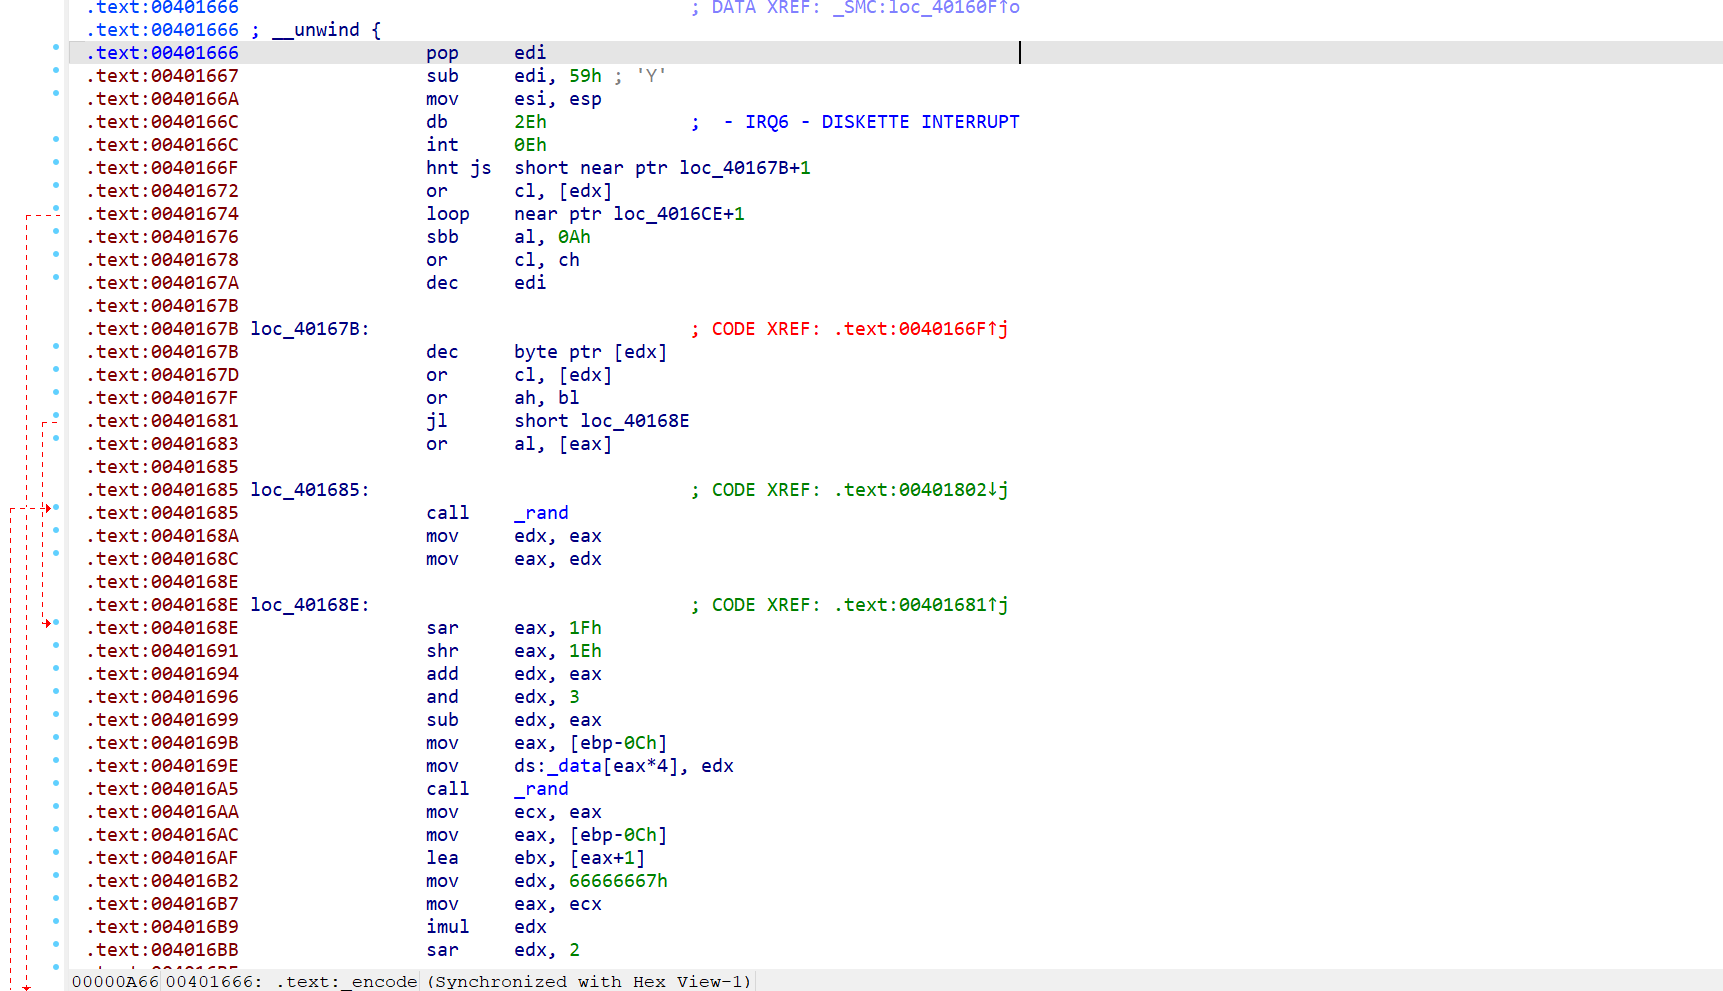 .text:00401666 ; DATA XREF: _SMC:loc_40160F↑o
.text:00401666 ; __unwind {
.text:00401666 pop edi
.text:00401667 sub edi, 59h ; 'Y'
.text:0040166A mov esi, esp
.text:0040166C db 2Eh ; - IRQ6 - DISKETTE INTERRUPT
.text:0040166C int 0Eh
.text:0040166F hnt js short near ptr loc_40167B+1
.text:00401672 or cl, [edx]
.text:00401674 loop near ptr loc_4016CE+1
.text:00401676 sbb al, 0Ah
.text:00401678 or cl, ch
.text:0040167A dec edi
.text:0040167B
.text:0040167B loc_40167B: ; CODE XREF: .text:0040166F↑j
.text:0040167B dec byte ptr [edx]
.text:0040167D or cl, [edx]
.text:0040167F or ah, bl
.text:00401681 jl short loc_40168E
.text:00401683 or al, [eax]
.text:00401685
.text:00401685 loc_401685: ; CODE XREF: .text:00401802↓j
.text:00401685 call _rand
.text:0040168A mov edx, eax
.text:0040168C mov eax, edx
.text:0040168E
.text:0040168E loc_40168E: ; CODE XREF: .text:00401681↑j
.text:0040168E sar eax, 1Fh
.text:00401691 shr eax, 1Eh
.text:00401694 add edx, eax
.text:00401696 and edx, 3
.text:00401699 sub edx, eax
.text:0040169B mov eax, [ebp-0Ch]
.text:0040169E mov ds:_data[eax*4], edx
.text:004016A5 call _rand
.text:004016AA mov ecx, eax
.text:004016AC mov eax, [ebp-0Ch]
.text:004016AF lea ebx, [eax+1]
.text:004016B2 mov edx, 66666667h
.text:004016B7 mov eax, ecx
.text:004016B9 imul edx
.text:004016BB sar edx, 2
00000A66 00401666: .text:_encode (Synchronized with Hex View-1)